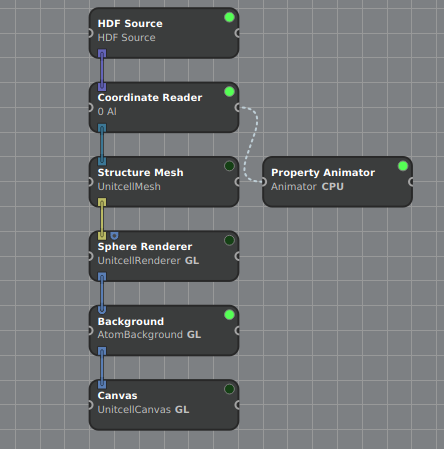 HDF Source
HDF Source
Coordinate Reader
0 Al
Structure Mesh
UnitcellMesh
Property Animator
Animator CPU
Sphere Renderer
UnitcellRenderer GL
Background
AtomBackground GL
Canvas
UnitcellCanvas GL